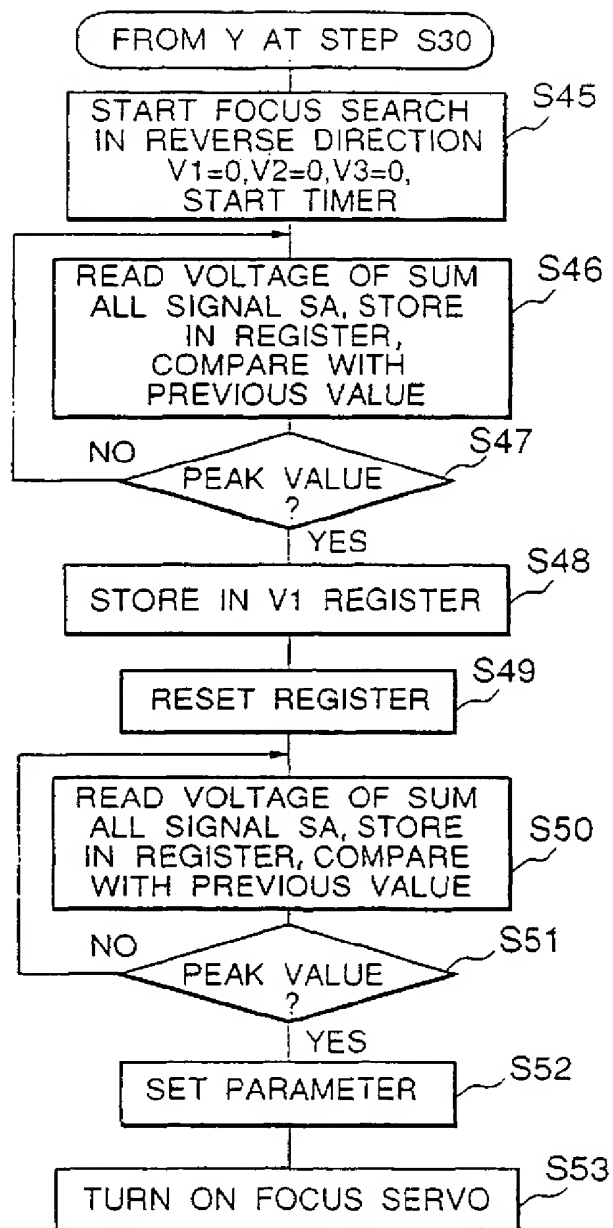 FROM Y AT STEP S30
S45
START FOCUS SEARCH
IN REVERSE DIRECTION
V1=0,V2=0,V3=0,
START TIMER
S46
READ VOLTAGE OF SUM
ALL SIGNAL SA, STORE
IN REGISTER,
COMPARE WITH
PREVIOUS VALUE
S47
NO
PEAK VALUE
?
YES
S48
STORE IN V1 REGISTER
S49
RESET REGISTER
S50
READ VOLTAGE OF SUM
ALL SIGNAL SA, STORE
IN REGISTER, COMPARE
WITH PREVIOUS VALUE
S51
NO
PEAK VALUE
?
YES
S52
SET PARAMETER
S53
TURN ON FOCUS SERVO